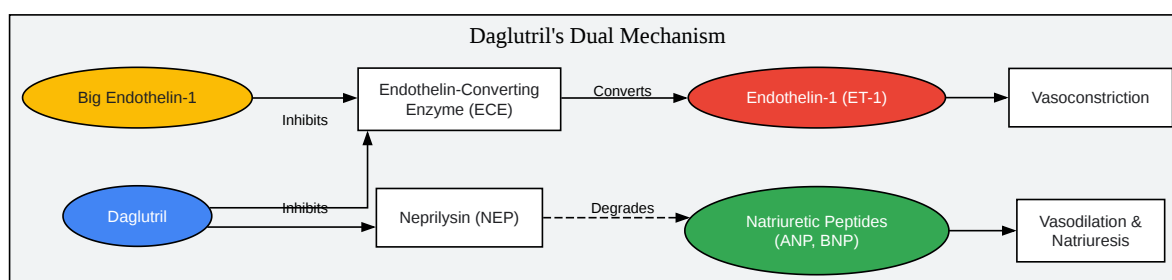 Daglutril's Dual Mechanism
Big Endothelin-1
Inhibits
Endothelin-Converting
Enzyme (ECE)
Converts
Endothelin-1 (ET-1)
Vasoconstriction
Daglutril
Inhibits
Neprilysin (NEP)
Degrades
Natriuretic Peptides
(ANP, BNP)
Vasodilation &
Natriuresis